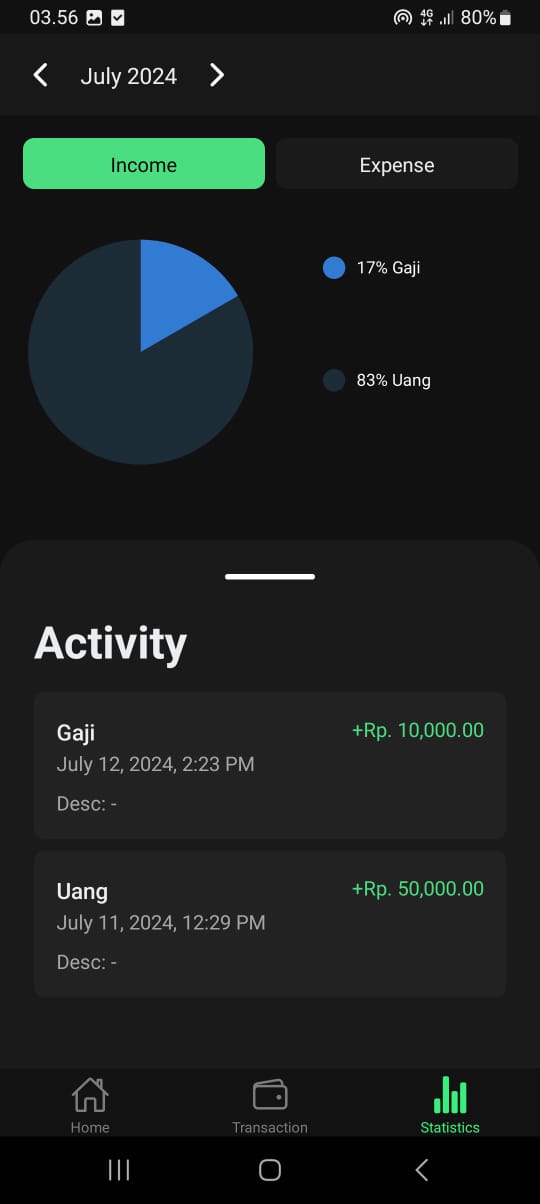 03.56 4G 80%
July 2024
Income Expense
17% Gaji
83% Uang
Activity
Gaji +Rp. 10,000.00
July 12, 2024, 2:23 PM
Desc: -
Uang +Rp. 50,000.00
July 11, 2024, 12:29 PM
Desc: -
Home Transaction Statistics